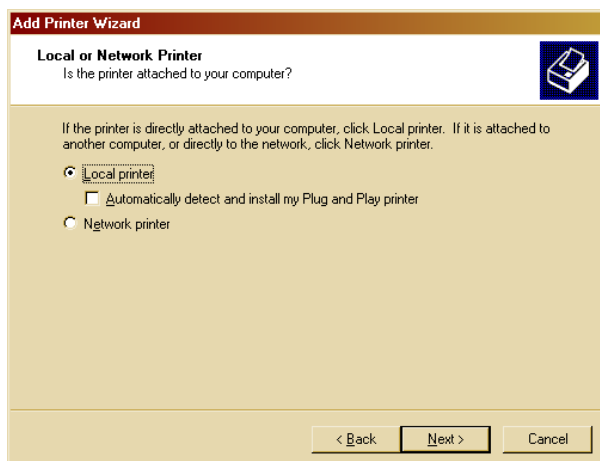 Add Printer Wizard
Local or Network Printer
Is the printer attached to your computer?
If the printer is directly attached to your computer, click Local printer. If it is attached to
another computer, or directly to the network, click Network printer.
Local printer
Automatically detect and install my Plug and Play printer
Network printer
< Back Next > Cancel